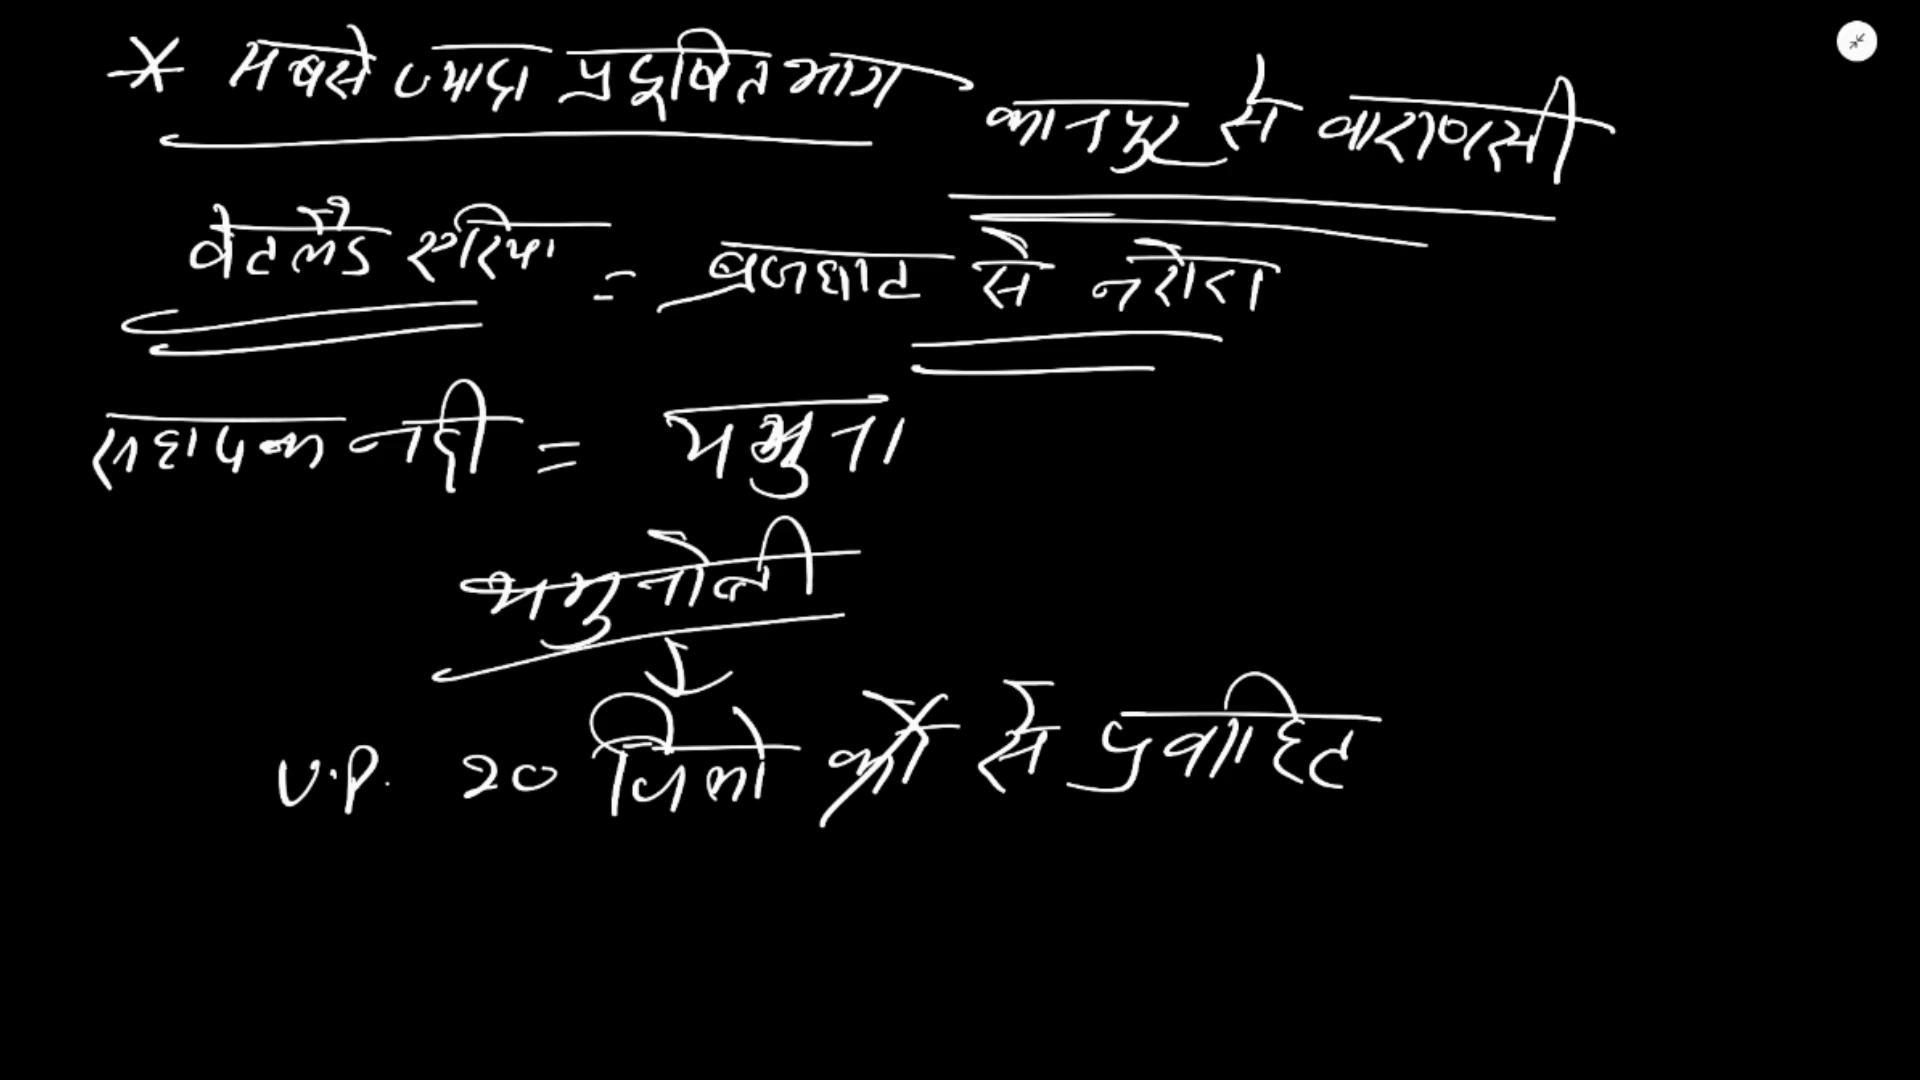 * सबसे ज्यादा प्रदूषित भाग कानपुर से वाराणसी
वेटलैंड एरिया = ब्रजघाट से नरोरा
सहायक नदी = यमुना
यमुनोत्री
U.P. 20 जिलो से प्रवाहित